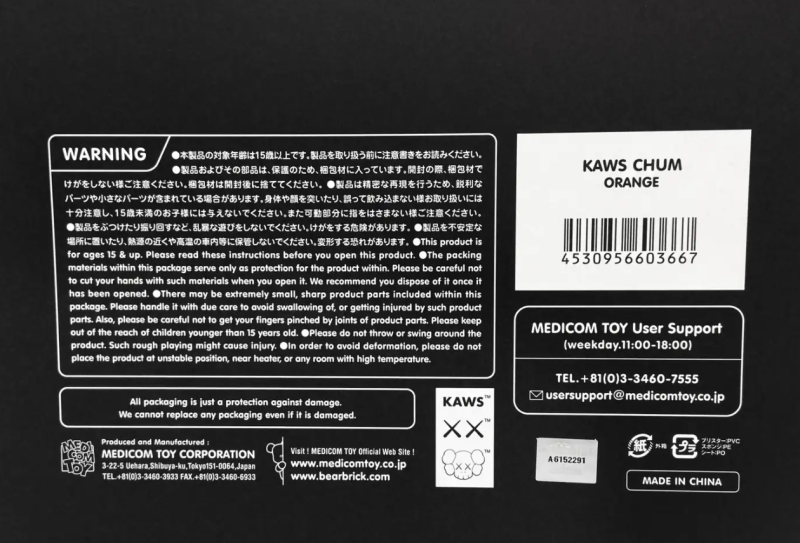 WARNING
●本製品の対象年齢は15歳以上です。製品を取り扱う前に注意書きをお読みください。
●製品およびその部品は、保護のため、梱包材に入っています。開封の際、梱包材で
けがをしない様ご注意ください。梱包材は開封後に捨ててください。 ●製品は精密な再現を行うため、鋭利な
パーツや小さなパーツが含まれている場合があります。身体や顔を突いたり、誤って飲み込まない様お取り扱いには
十分注意し、15歳未満のお子様には与えないでください。また可動部分に指をはさまない様ご注意ください。
●製品をぶつけたり振り回すなど、乱暴な遊びをしないでください。けがをする危険があります。 ●製品を不安定な
場所に置いたり、熱源の近くや高温の車内等に保管しないでください。変形する恐れがあります。 ●This product is
for ages 15 & up. Please read these instructions before you open this product. ●The packing
materials within this package serve only as protection for the product within. Please be careful not
to cut your hands with such materials when you open it. We recommend you dispose of it once it
has been opened. ●There may be extremely small, sharp product parts included within this
package. Please handle it with due care to avoid swallowing of, or getting injured by such product
parts. Also, please be careful not to get your fingers pinched by joints of product parts. Please keep
out of the reach of children younger than 15 years old. ●Please do not throw or swing around the
product. Such rough playing might cause injury. ●In order to avoid deformation, please do not
place the product at unstable position, near heater, or any room with high temperature.
All packaging is just a protection against damage.
We cannot replace any packaging even if it is damaged.
MEDI
COM
TOY
Produced and Manufactured :
MEDICOM TOY CORPORATION
3-22-5 Uehara,Shibuya-ku,Tokyo151-0064,Japan
TEL.+81(0)3-3460-3933 FAX.+81(0)3-3460-6933
Visit ! MEDICOM TOY Official Web Site !
www.medicomtoy.co.jp
www.bearbrick.com
KAWS™
XX™
™
KAWS CHUM
ORANGE
4530956603667
MEDICOM TOY User Support
(weekday.11:00-18:00)
TEL.+81(0)3-3460-7555
usersupport@medicomtoy.co.jp
A6152291
紙
外箱
プラ
ブリスター:PVC
スポンジ:PE
シート:PO
MADE IN CHINA